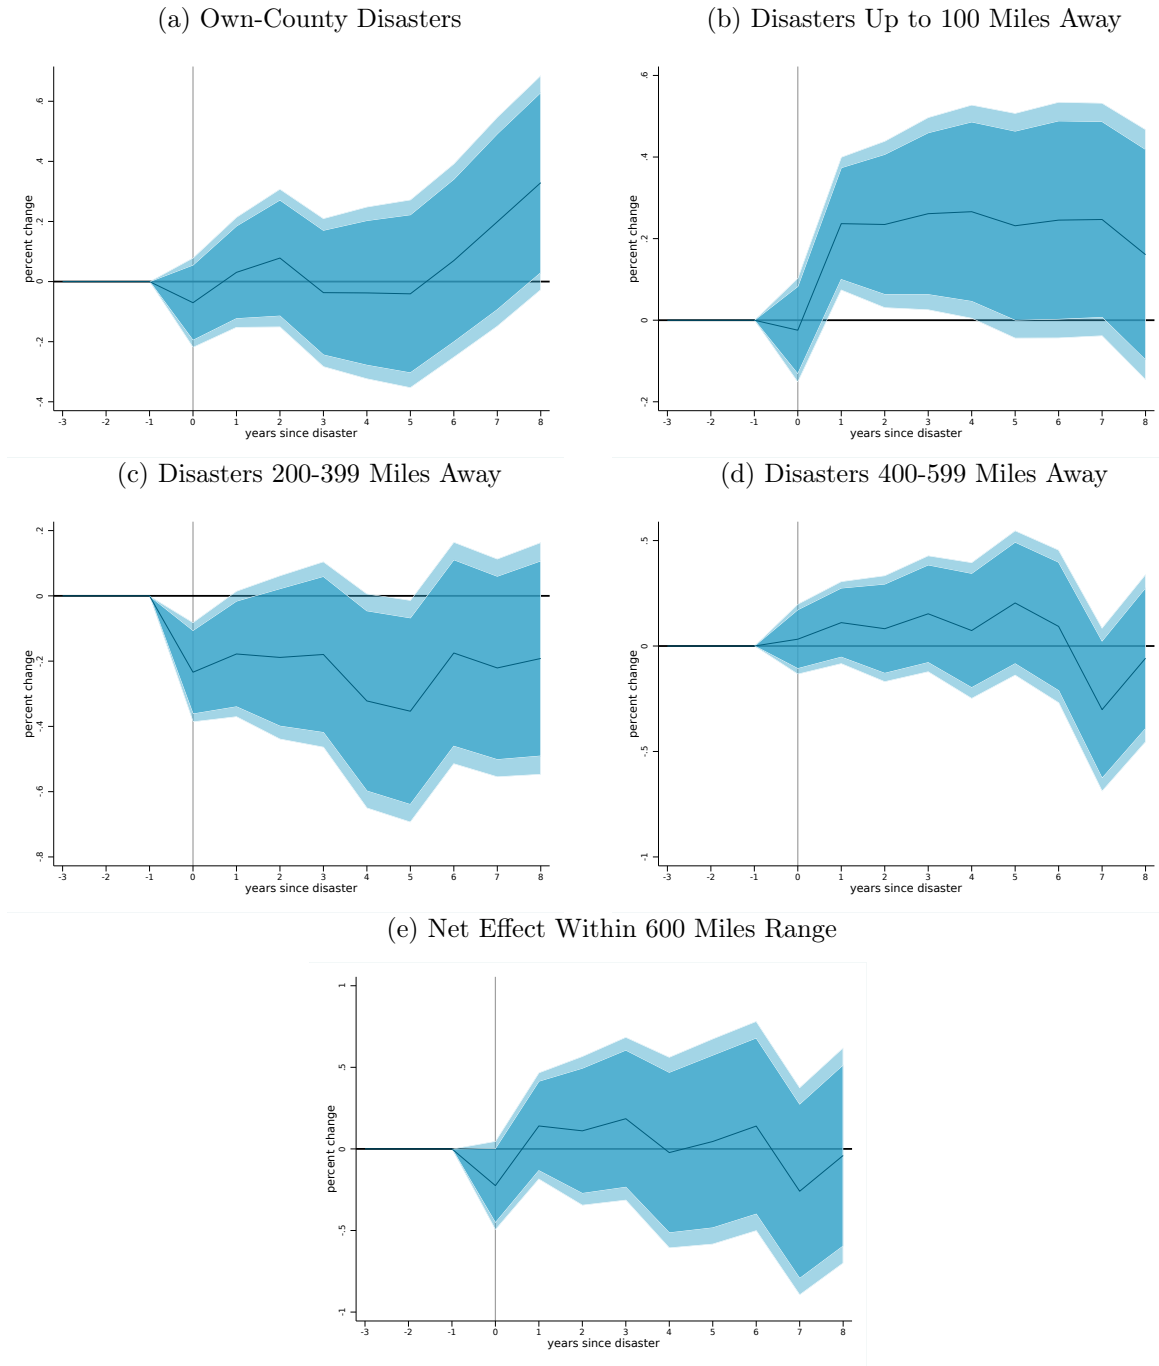 (a) Own-County Disasters
(b) Disasters Up to 100 Miles Away
percent change
-.4 -.2 0 .2 .4 .6
-3 -2 -1 0 1 2 3 4 5 6 7 8
years since disaster
percent change
-.2 0 .2 .4 .6
-3 -2 -1 0 1 2 3 4 5 6 7 8
years since disaster
(c) Disasters 200-399 Miles Away
(d) Disasters 400-599 Miles Away
percent change
-.8 -.6 -.4 -.2 0 .2
-3 -2 -1 0 1 2 3 4 5 6 7 8
years since disaster
percent change
-1 -.5 0 .5
-3 -2 -1 0 1 2 3 4 5 6 7 8
years since disaster
(e) Net Effect Within 600 Miles Range
percent change
-1 -.5 0 .5 1
-3 -2 -1 0 1 2 3 4 5 6 7 8
years since disaster